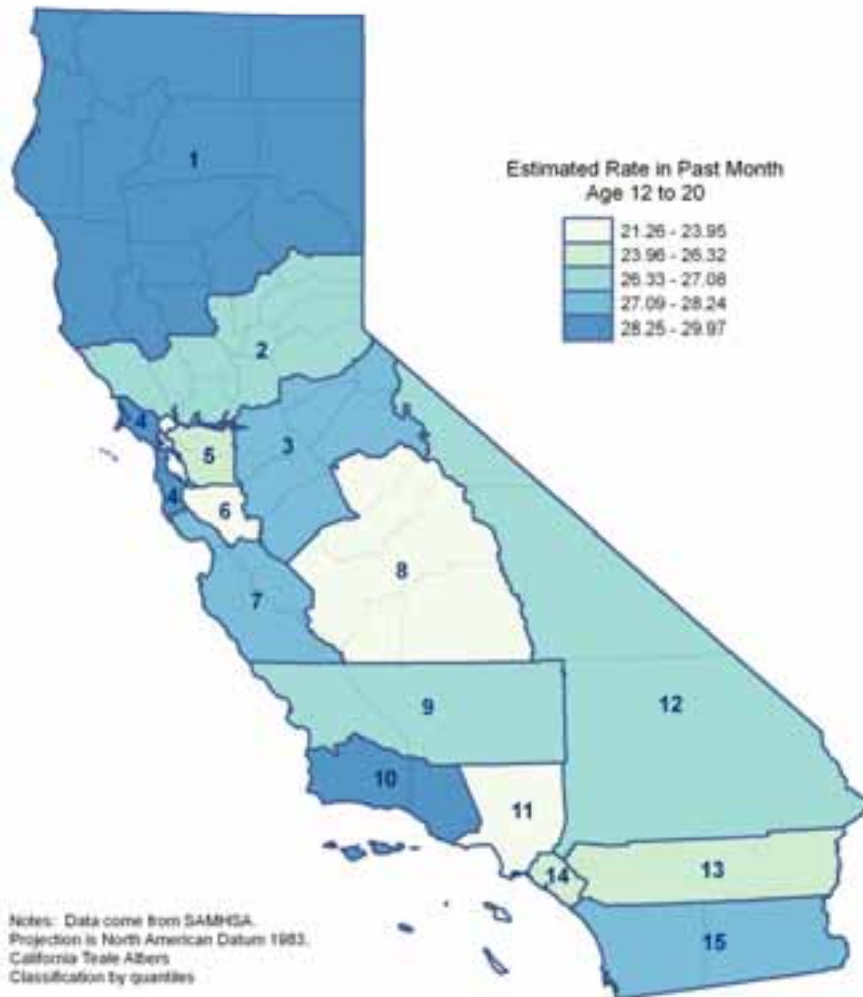 Estimated Rate in Past Month
Age 12 to 20
21.26 - 23.95
23.96 - 26.32
26.33 - 27.08
27.09 - 28.24
28.25 - 29.97
1
2
4
5
3
4
6
8
7
9
12
10
11
14
13
15
Notes: Data come from SAMHSA.
Projection is North American Datum 1983,
California Teale Albers
Classification by quantiles